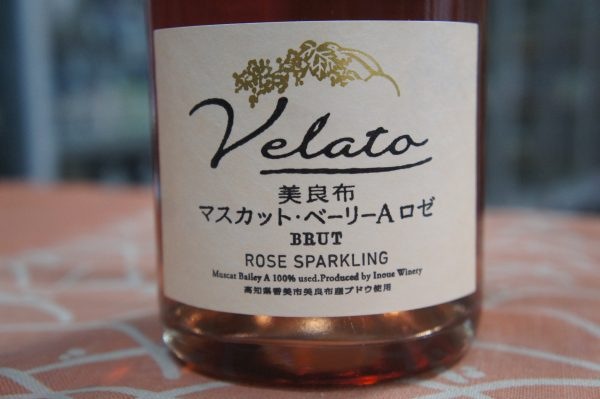 Velato
美良布
マスカット・ベーリーA ロゼ
BRUT
ROSE SPARKLING
Muscat Bailey A 100% used.Produced by Inoue Winery
高知県香美市美良布産ブドウ使用